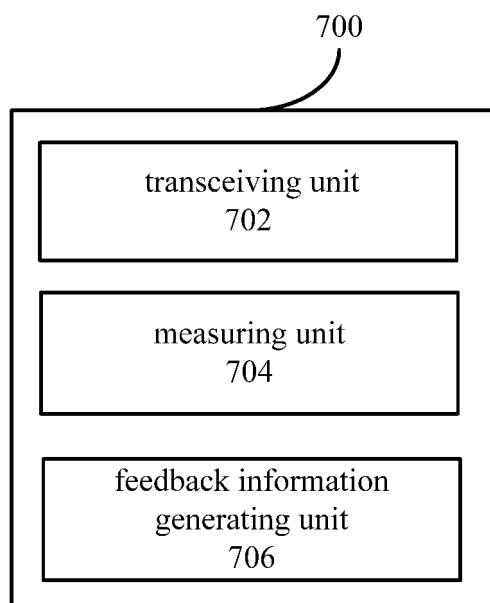 700
transceiving unit
702
measuring unit
704
feedback information
generating unit
706